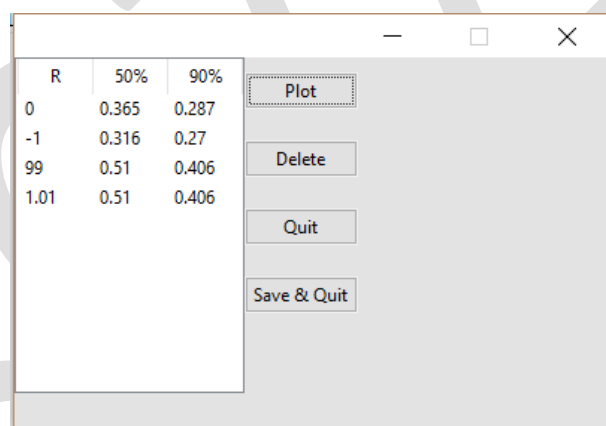 R 50% 90%
0 0.365 0.287
-1 0.316 0.27
99 0.51 0.406
1.01 0.51 0.406
Plot
Delete
Quit
Save & Quit